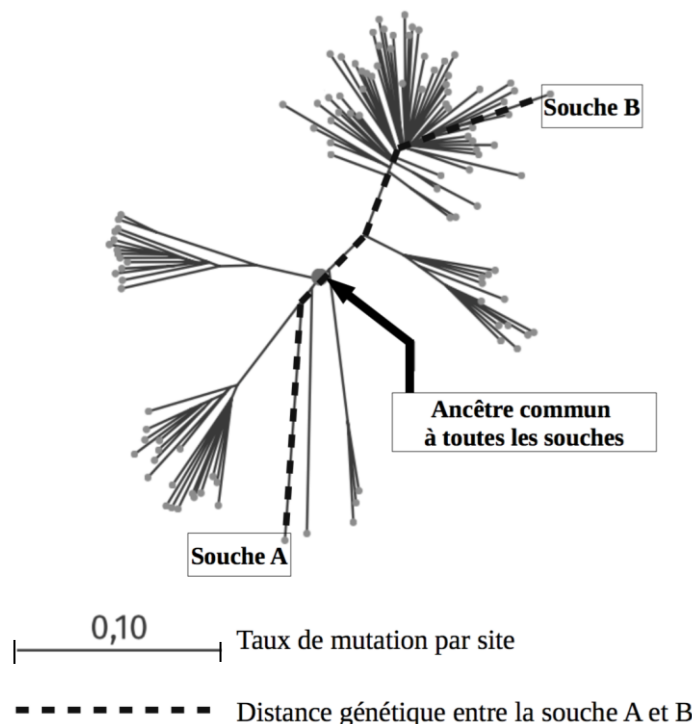 Souche B
Ancêtre commun
à toutes les souches
Souche A
0,10
Taux de mutation par site
Distance génétique entre la souche A et B